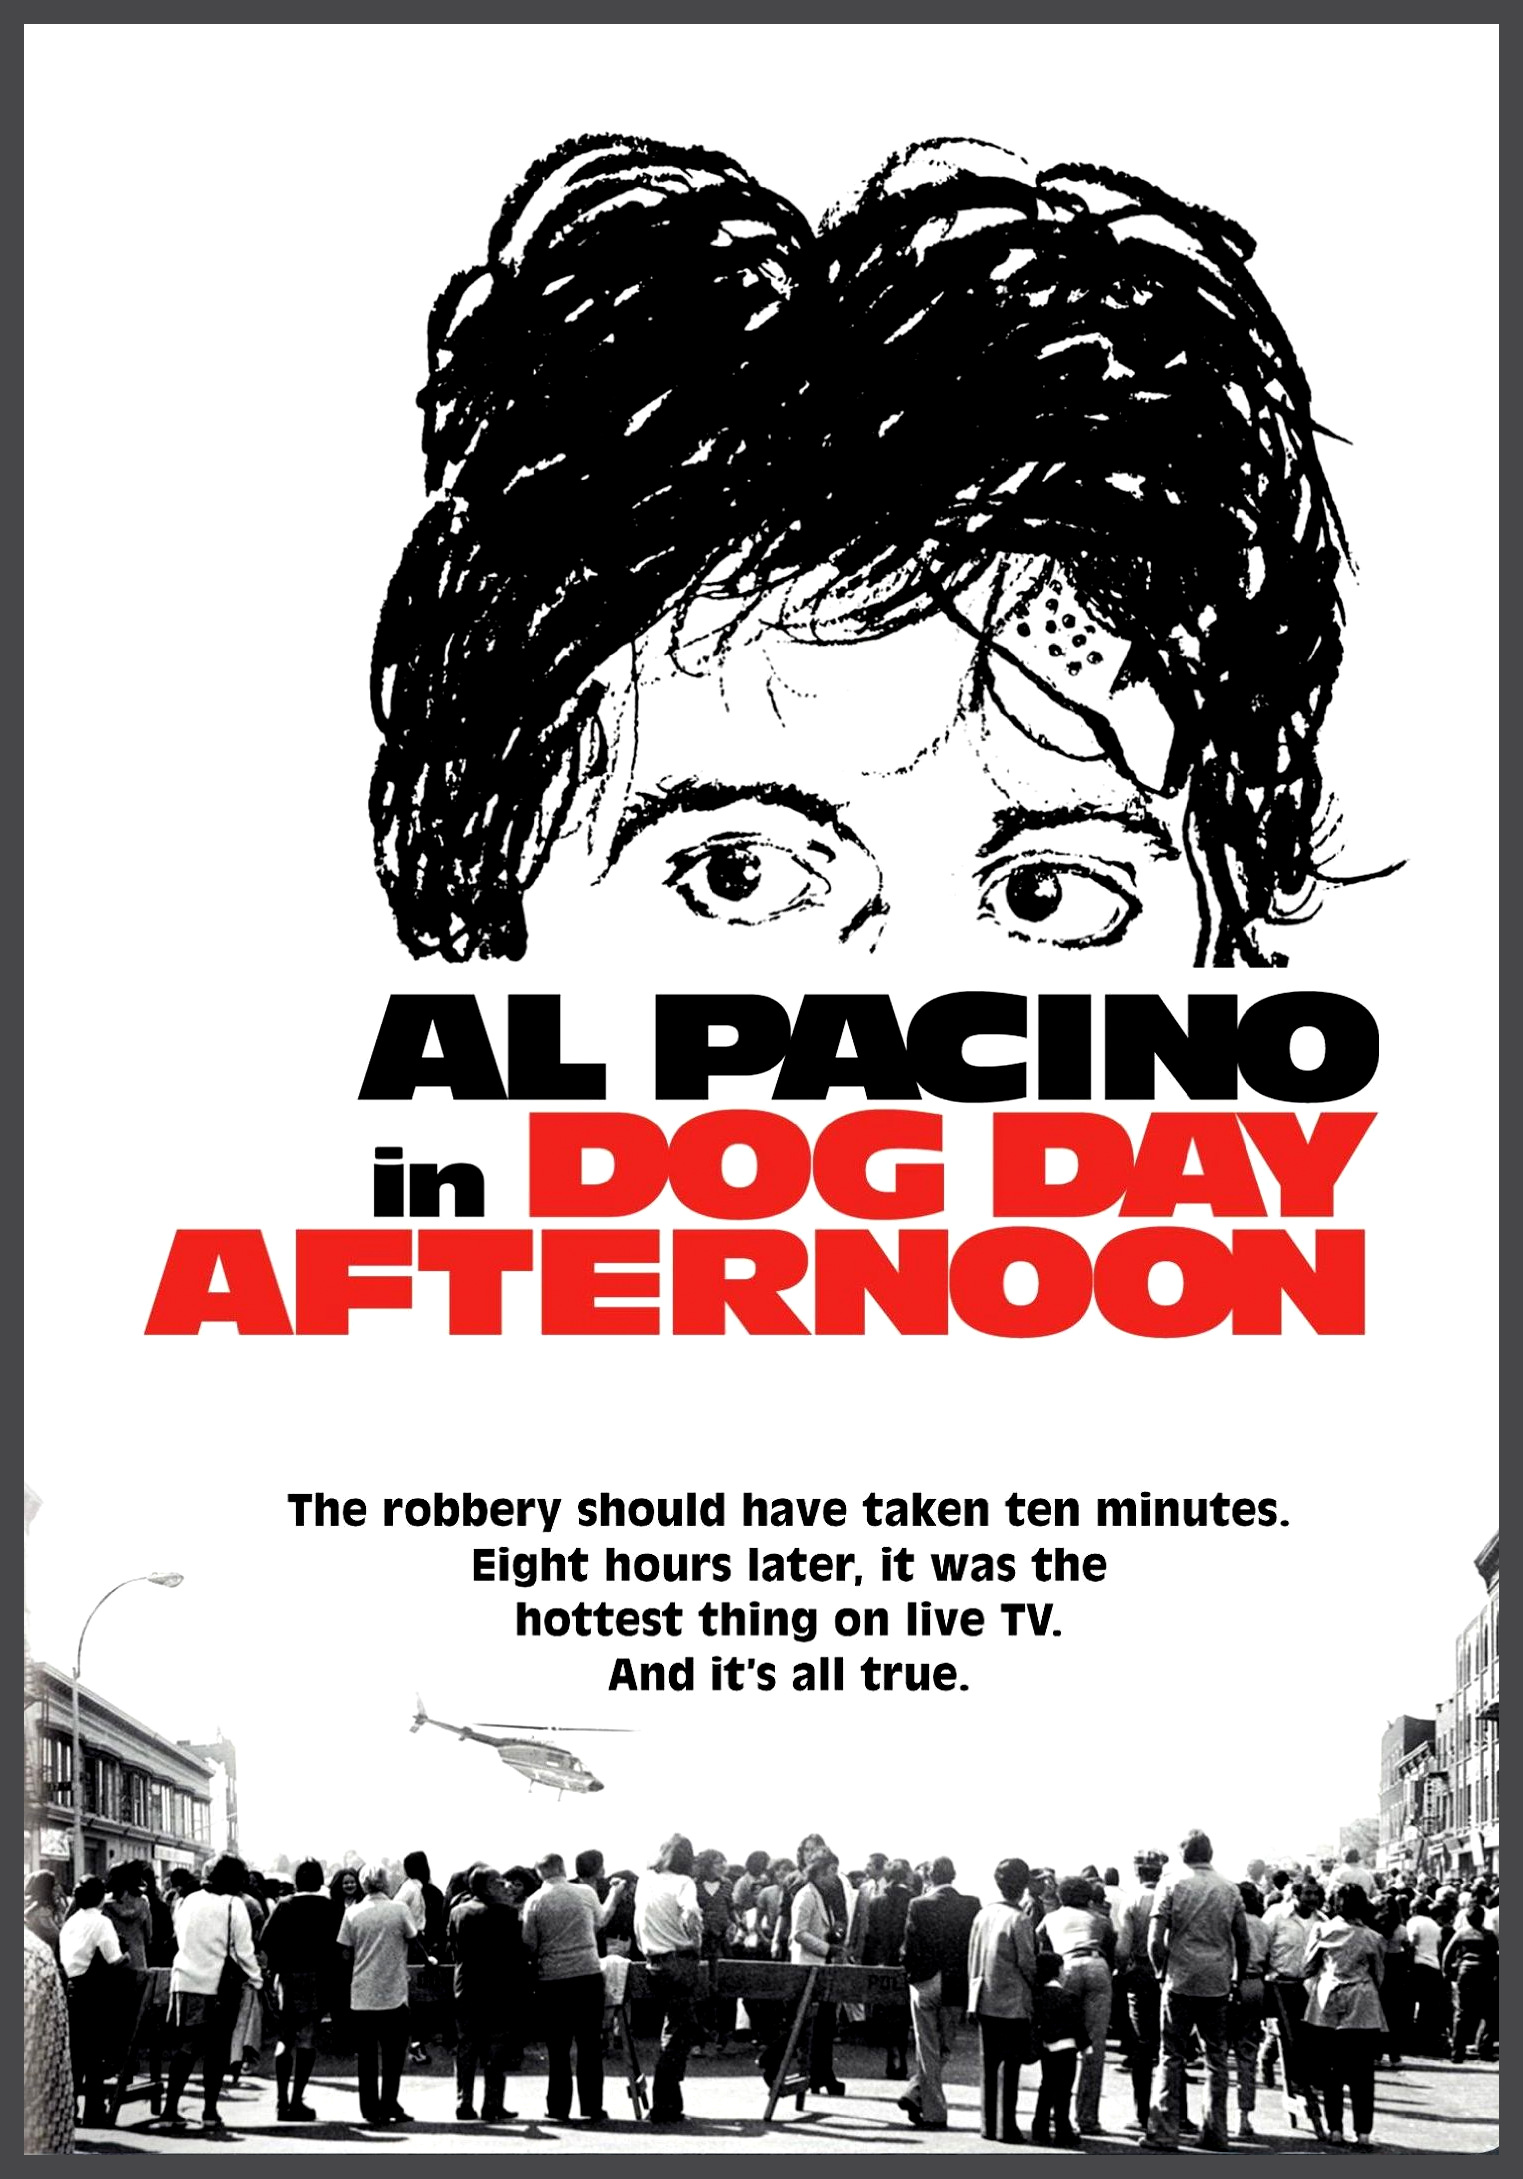 AL PACINO
in DOG DAY
AFTERNOON
The robbery should have taken ten minutes.
Eight hours later, it was the
hottest thing on live TV.
And it's all true.